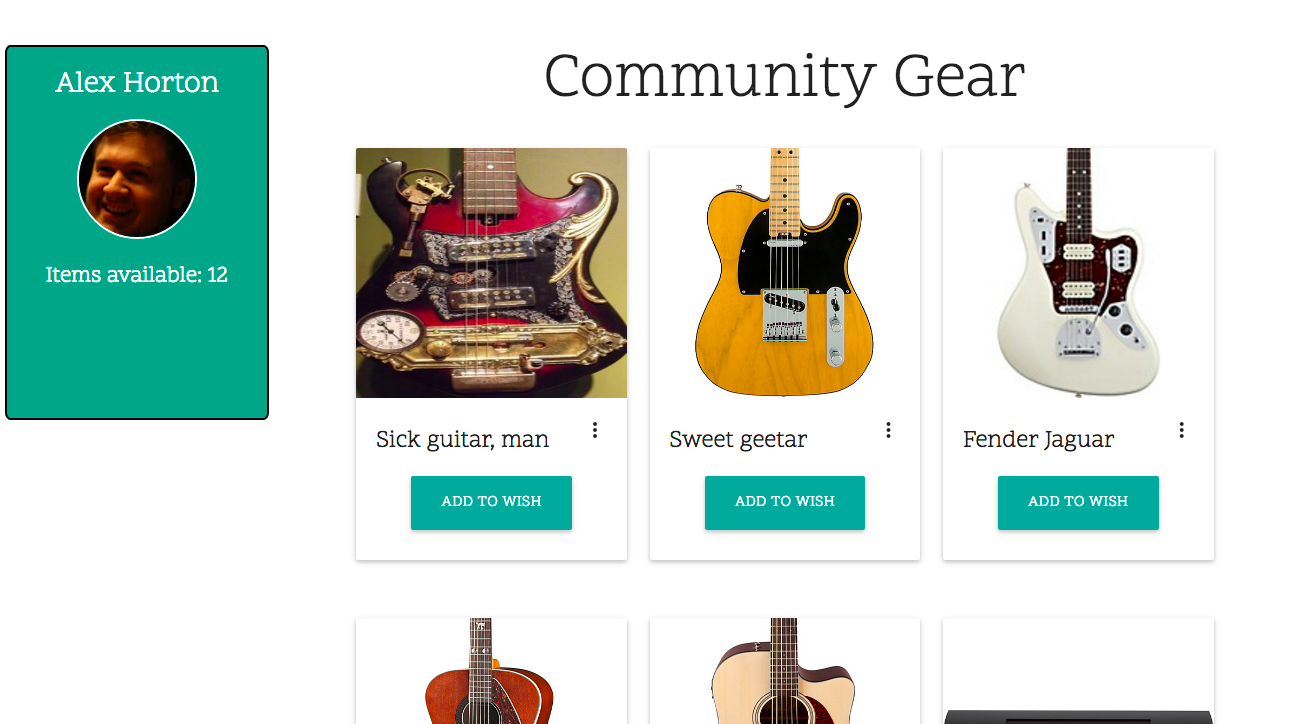 Alex Horton
Items available: 12
Community Gear
Sick guitar, man
ADD TO WISH
Sweet geetar
ADD TO WISH
Fender Jaguar
ADD TO WISH